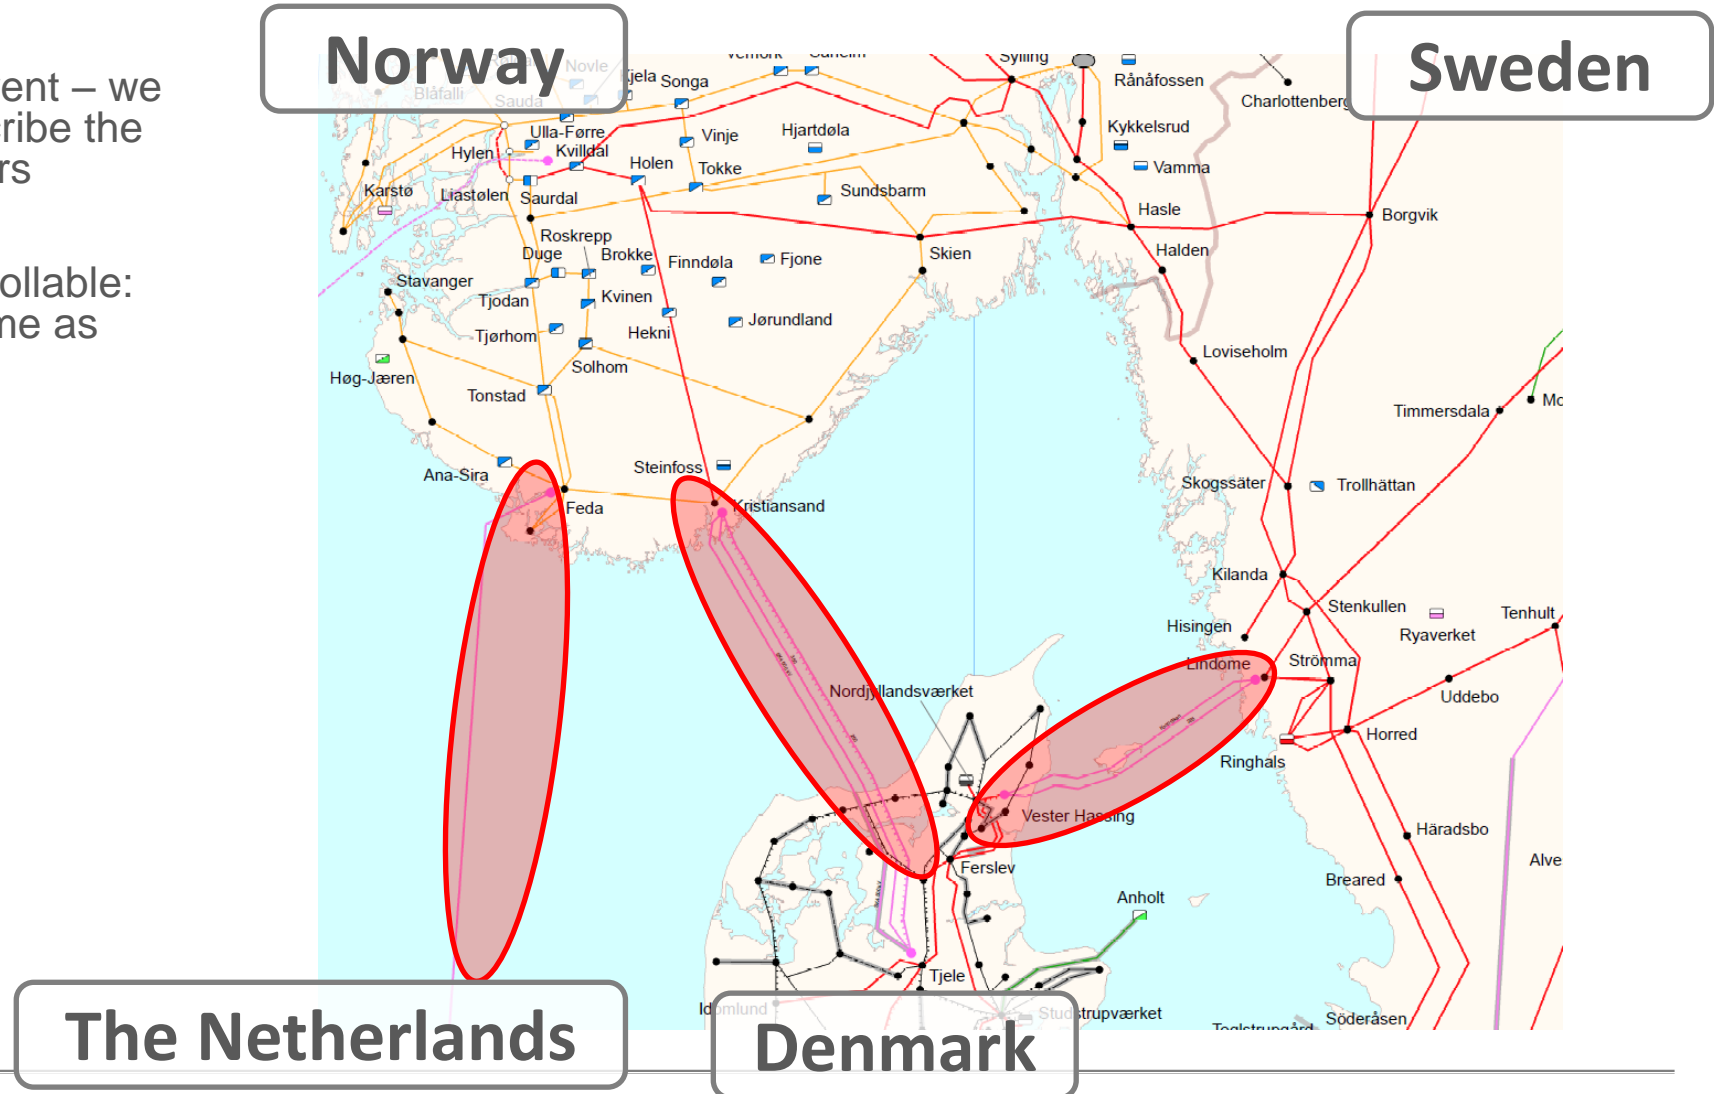 Norway
Sweden
ent – we
cribe the
rs
ollable:
me as
Novle
Songa
Sylling
Rånåfossen
Charlottenberg
Blåfalli
Sauda
Ulla-Førre
Kvilldal
Hylen
Vinje
Hjartdøla
Kykkelsrud
Holen
Tokke
Vamma
Karstø
Liastølen
Saurdal
Sundsbarm
Hasle
Borgvik
Roskrepp
Duge
Brokke
Finndøla
Fjone
Skien
Halden
Stavanger
Tjodan
Kvinen
Tjørhom
Hekni
Jørundland
Solhom
Loviseholm
Høg-Jæren
Tonstad
Timmersdala
Mc
Ana-Sira
Steinfoss
Skogssäter
Trollhättan
Feda
Kristiansand
Kilanda
Stenkullen
Tenhult
Hisingen
Ryaverket
Lindome
Strömma
Nordjyllandsværket
Uddebo
Horred
Ringhals
Vester Hassing
Häradsbo
Ferslev
Alve
Breared
Anholt
Tjele
Idomlund
Studstrupværket
Söderåsen
The Netherlands
Denmark